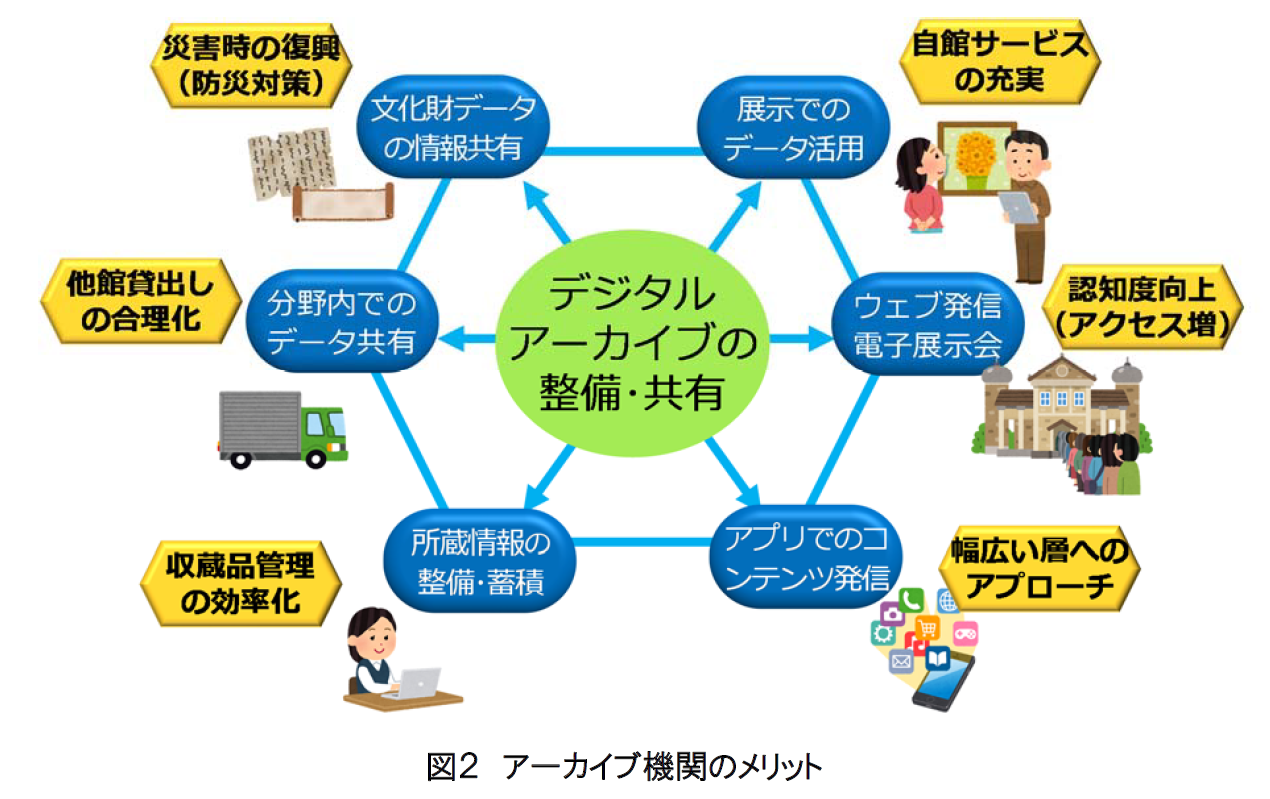 災害時の復興
（防災対策）
文化財データ
の情報共有
展示での
データ活用
自館サービス
の充実
他館貸出し
の合理化
分野内での
データ共有
デジタル
アーカイブの
整備・共有
ウェブ発信
電子展示会
認知度向上
（アクセス増）
収蔵品管理
の効率化
所蔵情報の
整備・蓄積
アプリでのコ
ンテンツ発信
幅広い層への
アプローチ
図２　アーカイブ機関のメリット